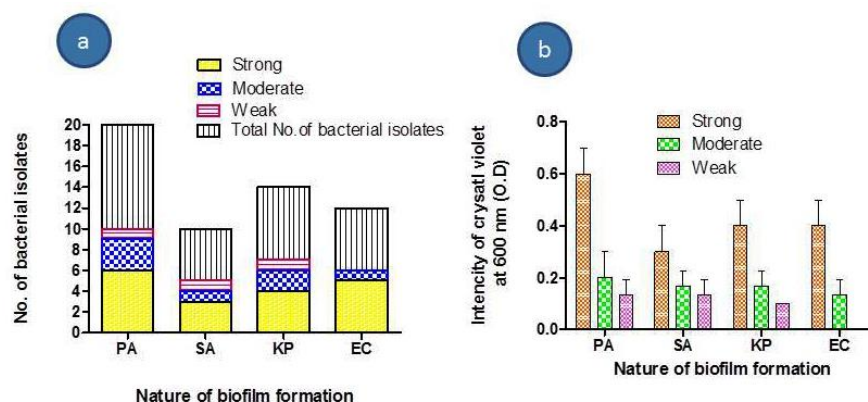 a
Strong
Moderate
Weak
Total No.of bacterial isolates
No. of bacterial isolates
20
18
16
14
12
10
8
6
4
2
0
PA SA KP EC
Nature of biofilm formation
b
Strong
Moderate
Weak
Intencity of crysatl violet
at 600 nm (O.D)
0.8
0.6
0.4
0.2
0.0
PA SA KP EC
Nature of biofilm formation